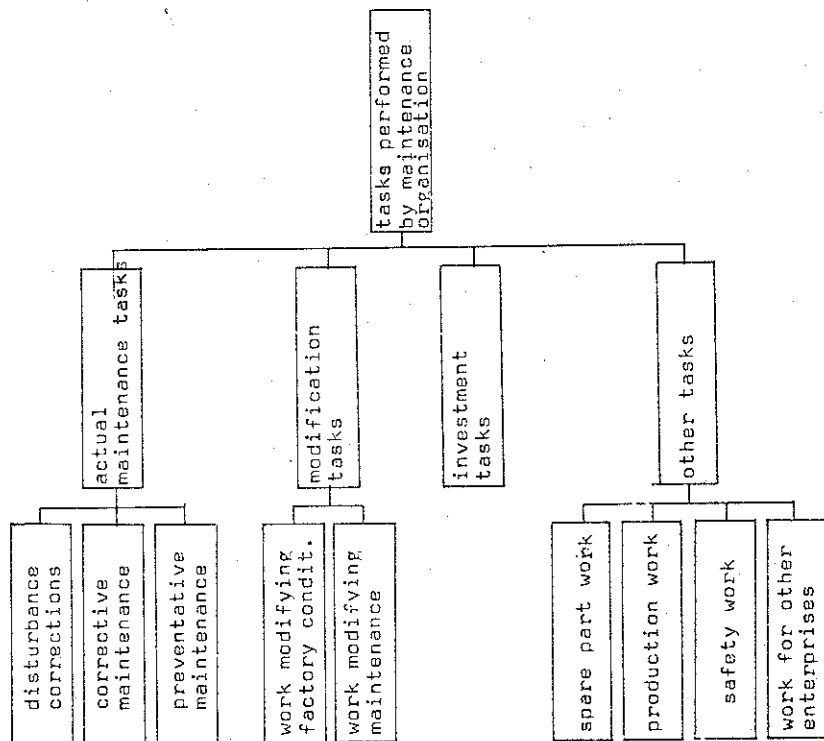 tasks performed
by maintenance
organisation
actual
maintenance tasks
modification
tasks
investment
tasks
other tasks
disturbance
corrections
corrective
maintenance
preventative
maintenance
work modifying
factory condit.
work modifying
maintenance
spare part work
production work
safety work
work for other
enterprises